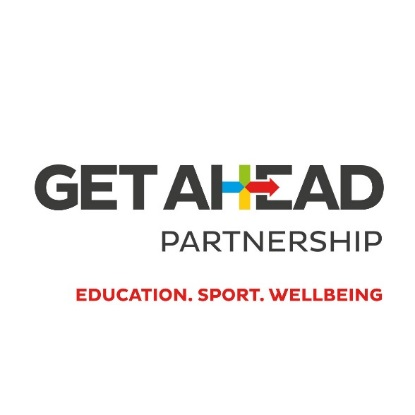 GET AHEAD
PARTNERSHIP
EDUCATION. SPORT. WELLBEING